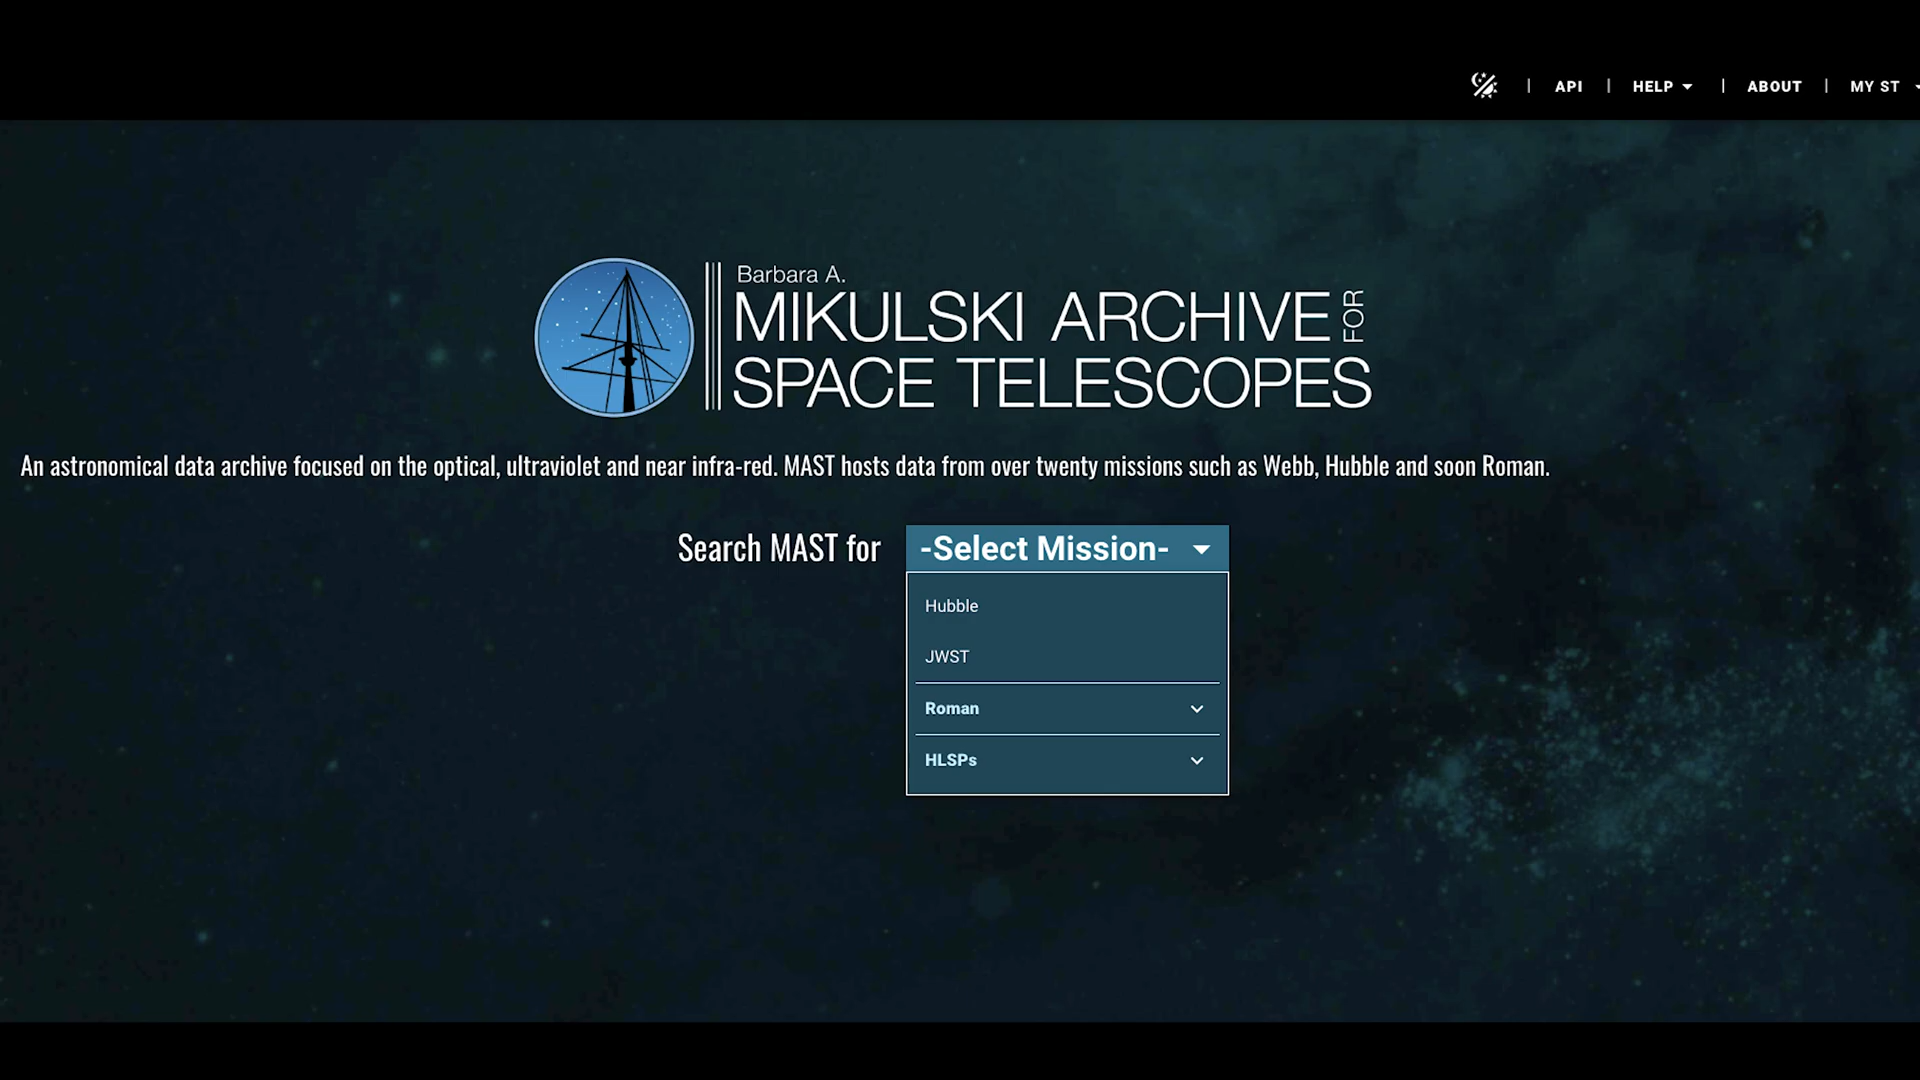 API | HELP | ABOUT | MY ST
Barbara A.
MIKULSKI ARCHIVE FOR
SPACE TELESCOPES
An astronomical data archive focused on the optical, ultraviolet and near infra-red. MAST hosts data from over twenty missions such as Webb, Hubble and soon Roman.
Search MAST for -Select Mission-
Hubble
JWST
Roman
HLSPs